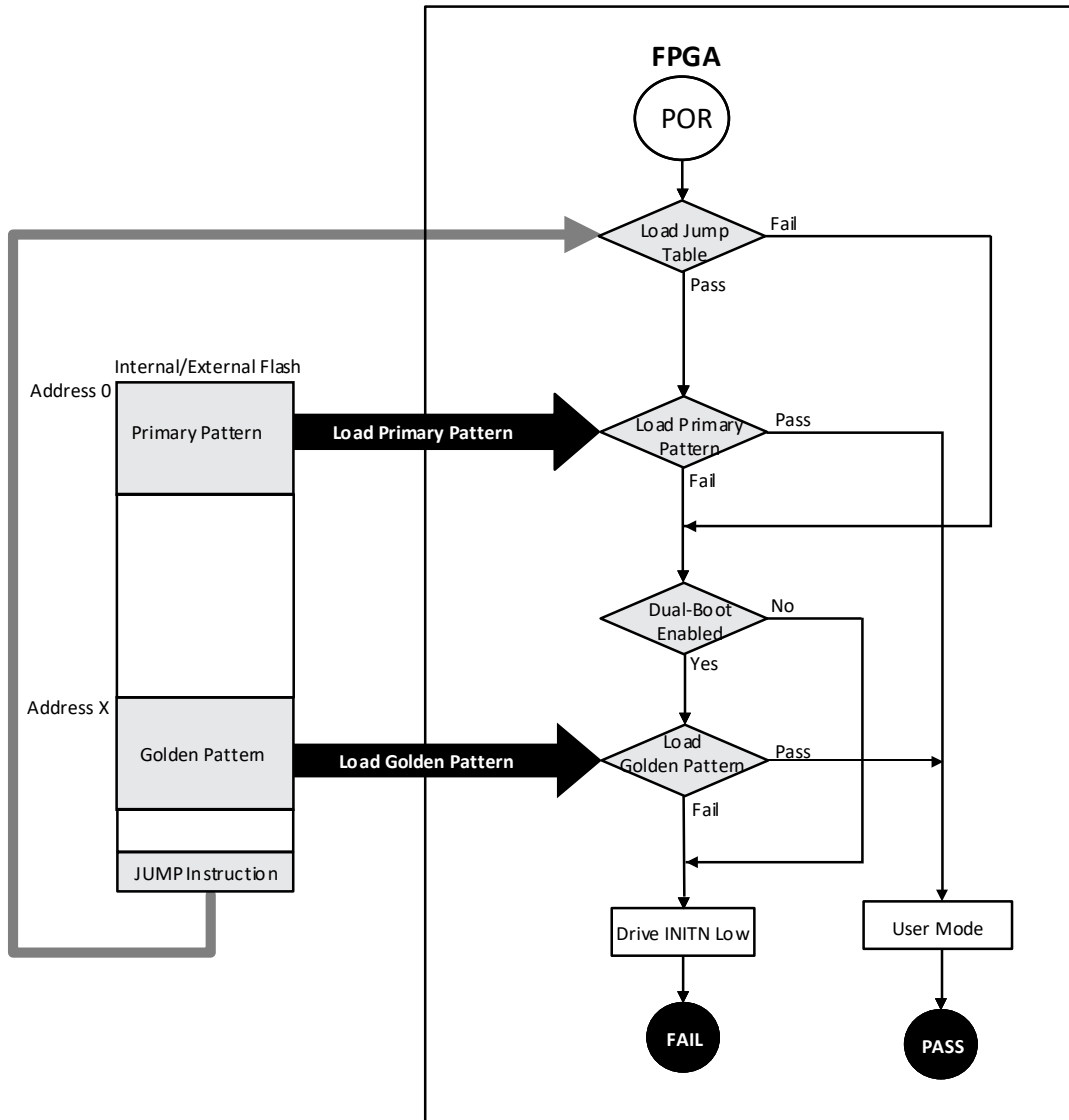 FPGA
POR
Load Jump
Table
Fail
Pass
Internal/External Flash
Address 0
Primary Pattern
Load Primary Pattern
Load Primary
Pattern
Pass
Fail
Dual-Boot
Enabled
No
Yes
Address X
Golden Pattern
Load Golden Pattern
Load
Golden Pattern
Pass
Fail
JUMP Instruction
Drive INITN Low
User Mode
FAIL
PASS